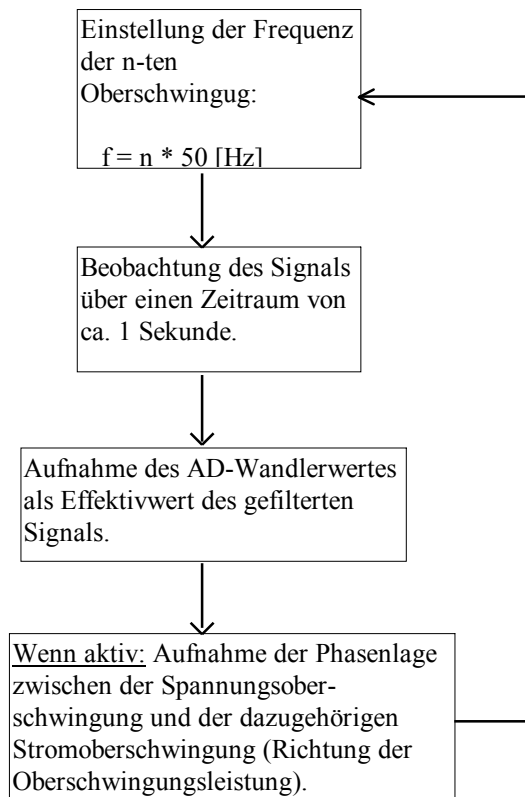 Einstellung der Frequenz
der n-ten
Oberschwingug:
f = n * 50 [Hz]
Beobachtung des Signals
über einen Zeitraum von
ca. 1 Sekunde.
Aufnahme des AD-Wandlerwertes
als Effektivwert des gefilterten
Signals.
Wenn aktiv: Aufnahme der Phasenlage
zwischen der Spannungsober-
schwingung und der dazugehörigen
Stromoberschwingung (Richtung der
Oberschwingungsleistung).